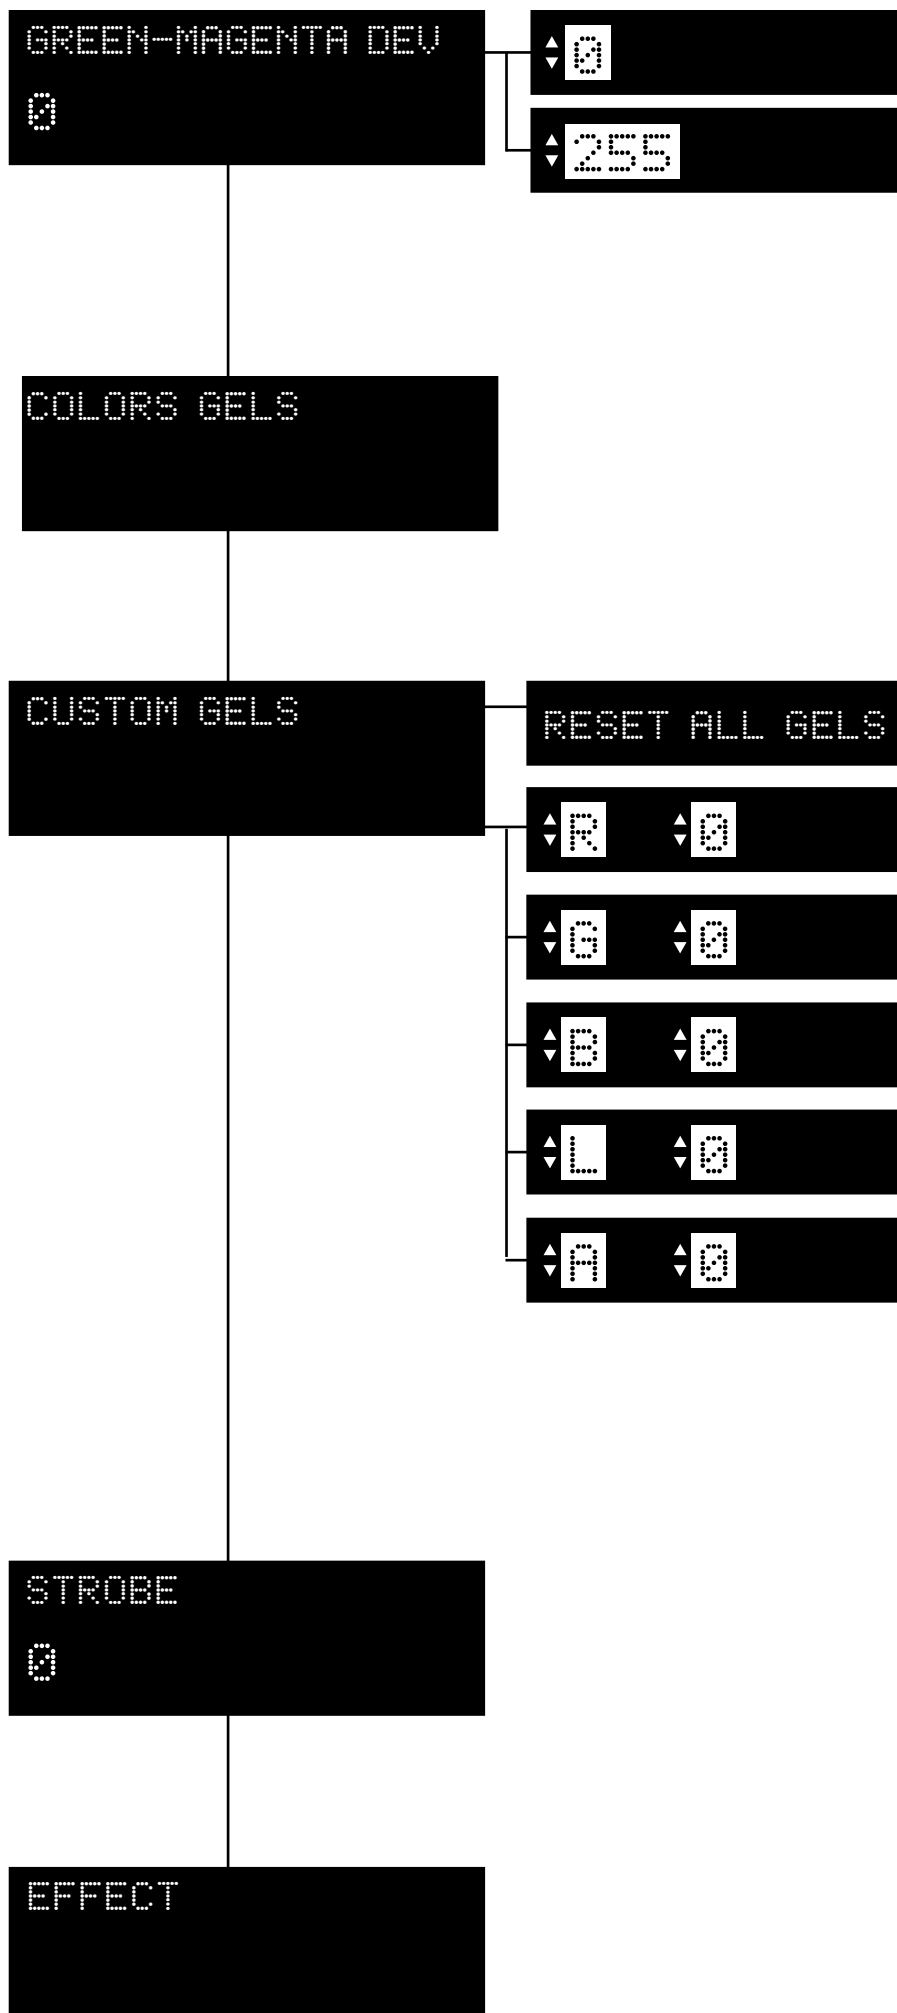 GREEN-MAGENTA DEV
0
0
255
COLORS GELS
CUSTOM GELS
RESET ALL GELS
R 0
G 0
B 0
L 0
A 0
STROBE
0
EFFECT